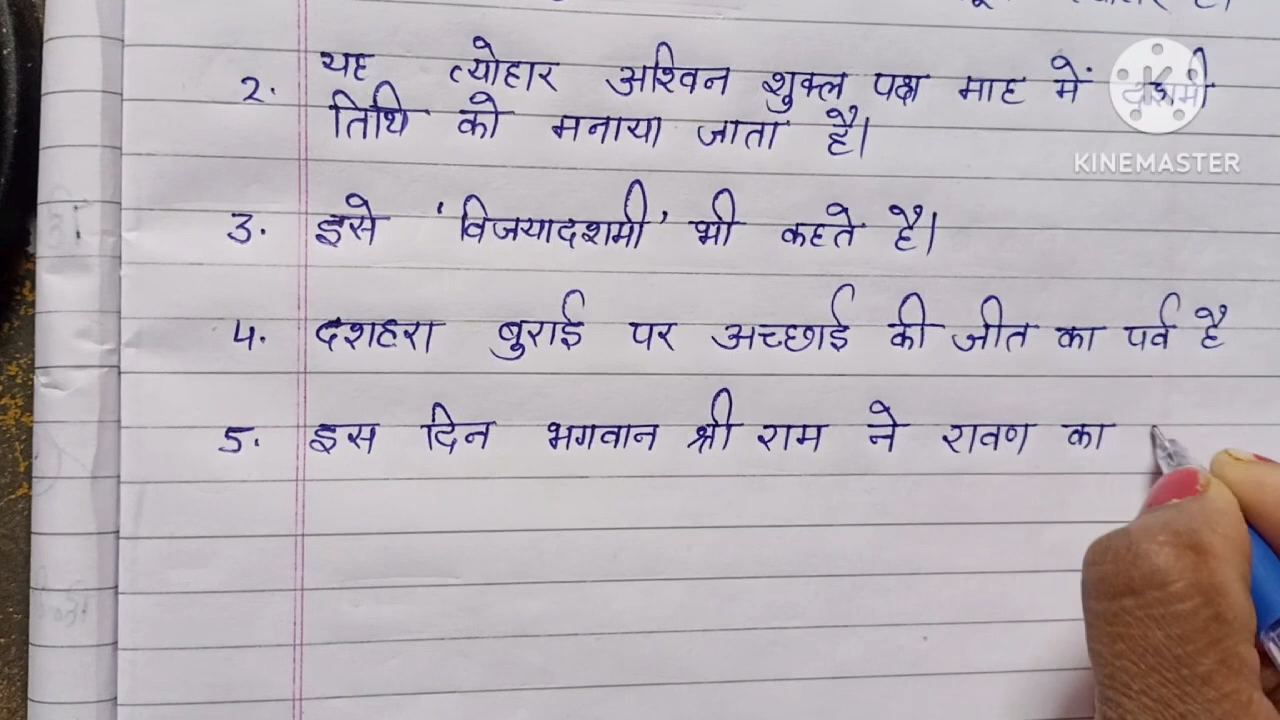 2. यह त्योहार अश्विन शुक्ल पक्ष माह में दशमी
तिथि को मनाया जाता है।
KINEMASTER
3. इसे 'विजयादशमी' भी कहते है।
4. दशहरा बुराई पर अच्छाई की जीत का पर्व है
5. इस दिन भगवान श्री राम ने रावण का